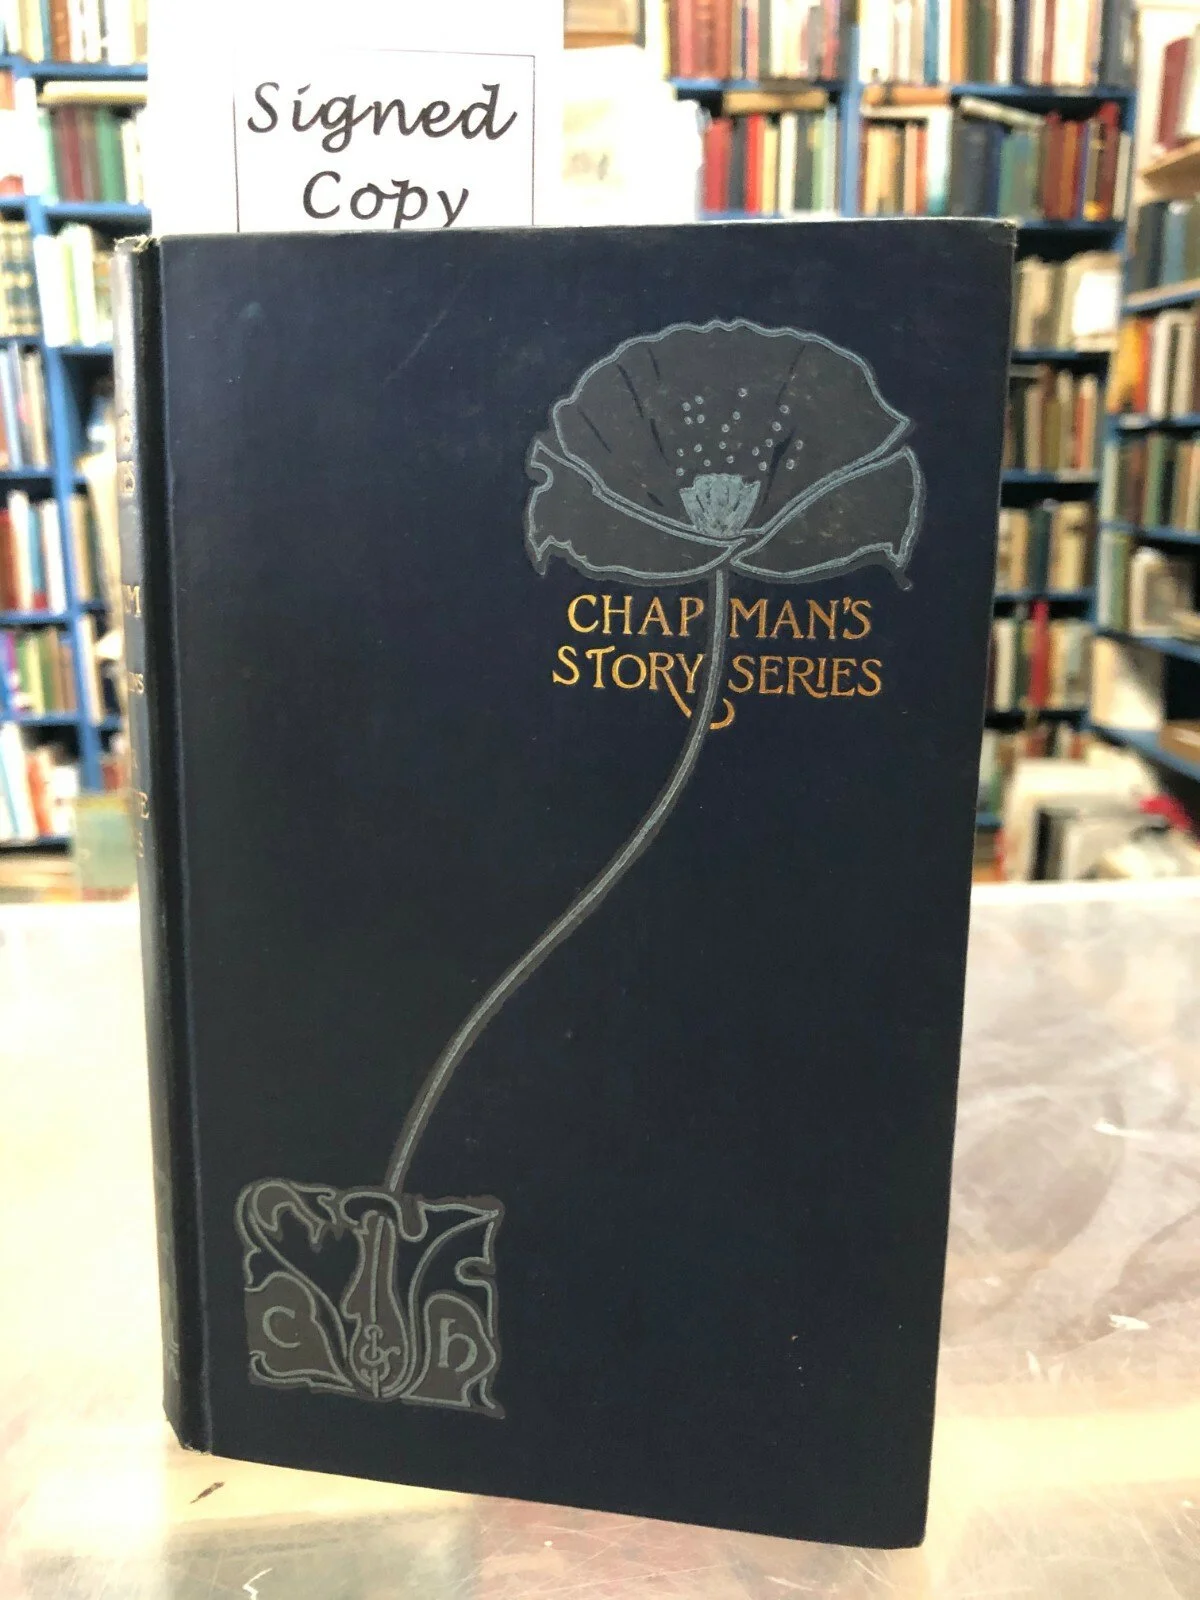 Signed
Copy
CHAPMAN'S
STORY SERIES
C & h